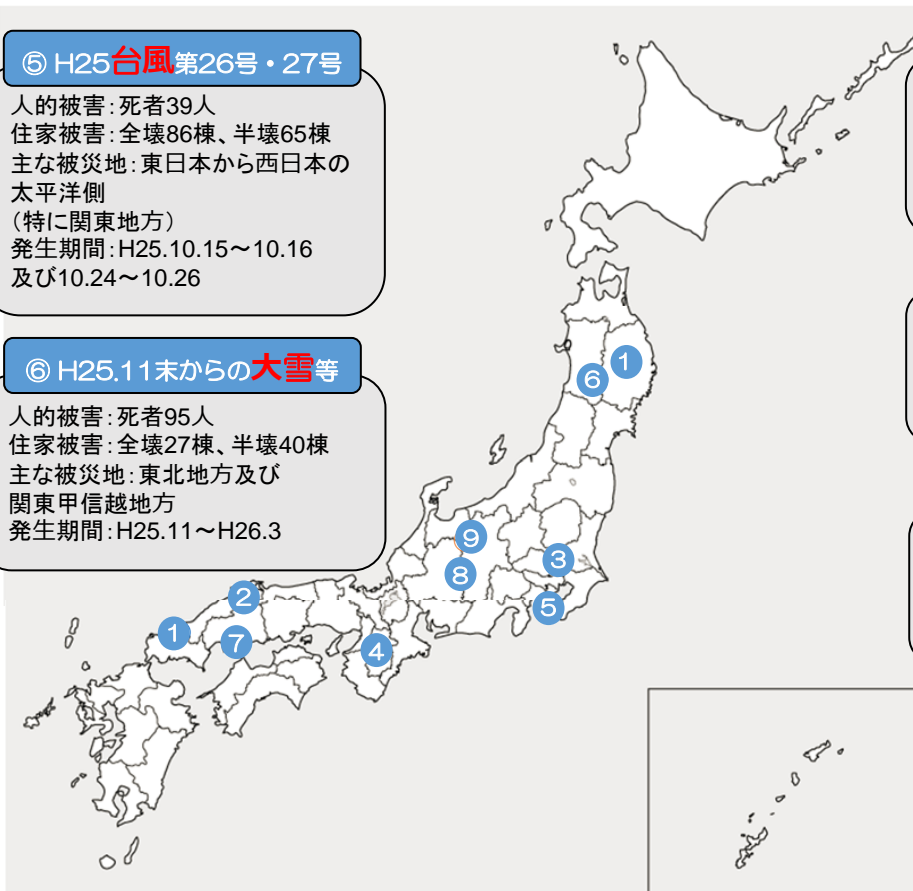 ⑤ H25台風第26号・27号
人的被害：死者39人
住家被害：全壊86棟、半壊65棟
主な被災地：東日本から西日本の
太平洋側
（特に関東地方）
発生期間：H25.10.15～10.16
及び10.24～10.26
⑥ H25.11末からの大雪等
人的被害：死者95人
住家被害：全壊27棟、半壊40棟
主な被災地：東北地方及び
関東甲信越地方
発生期間：H25.11～H26.3
1
6
9
3
8
2
5
1
7
4